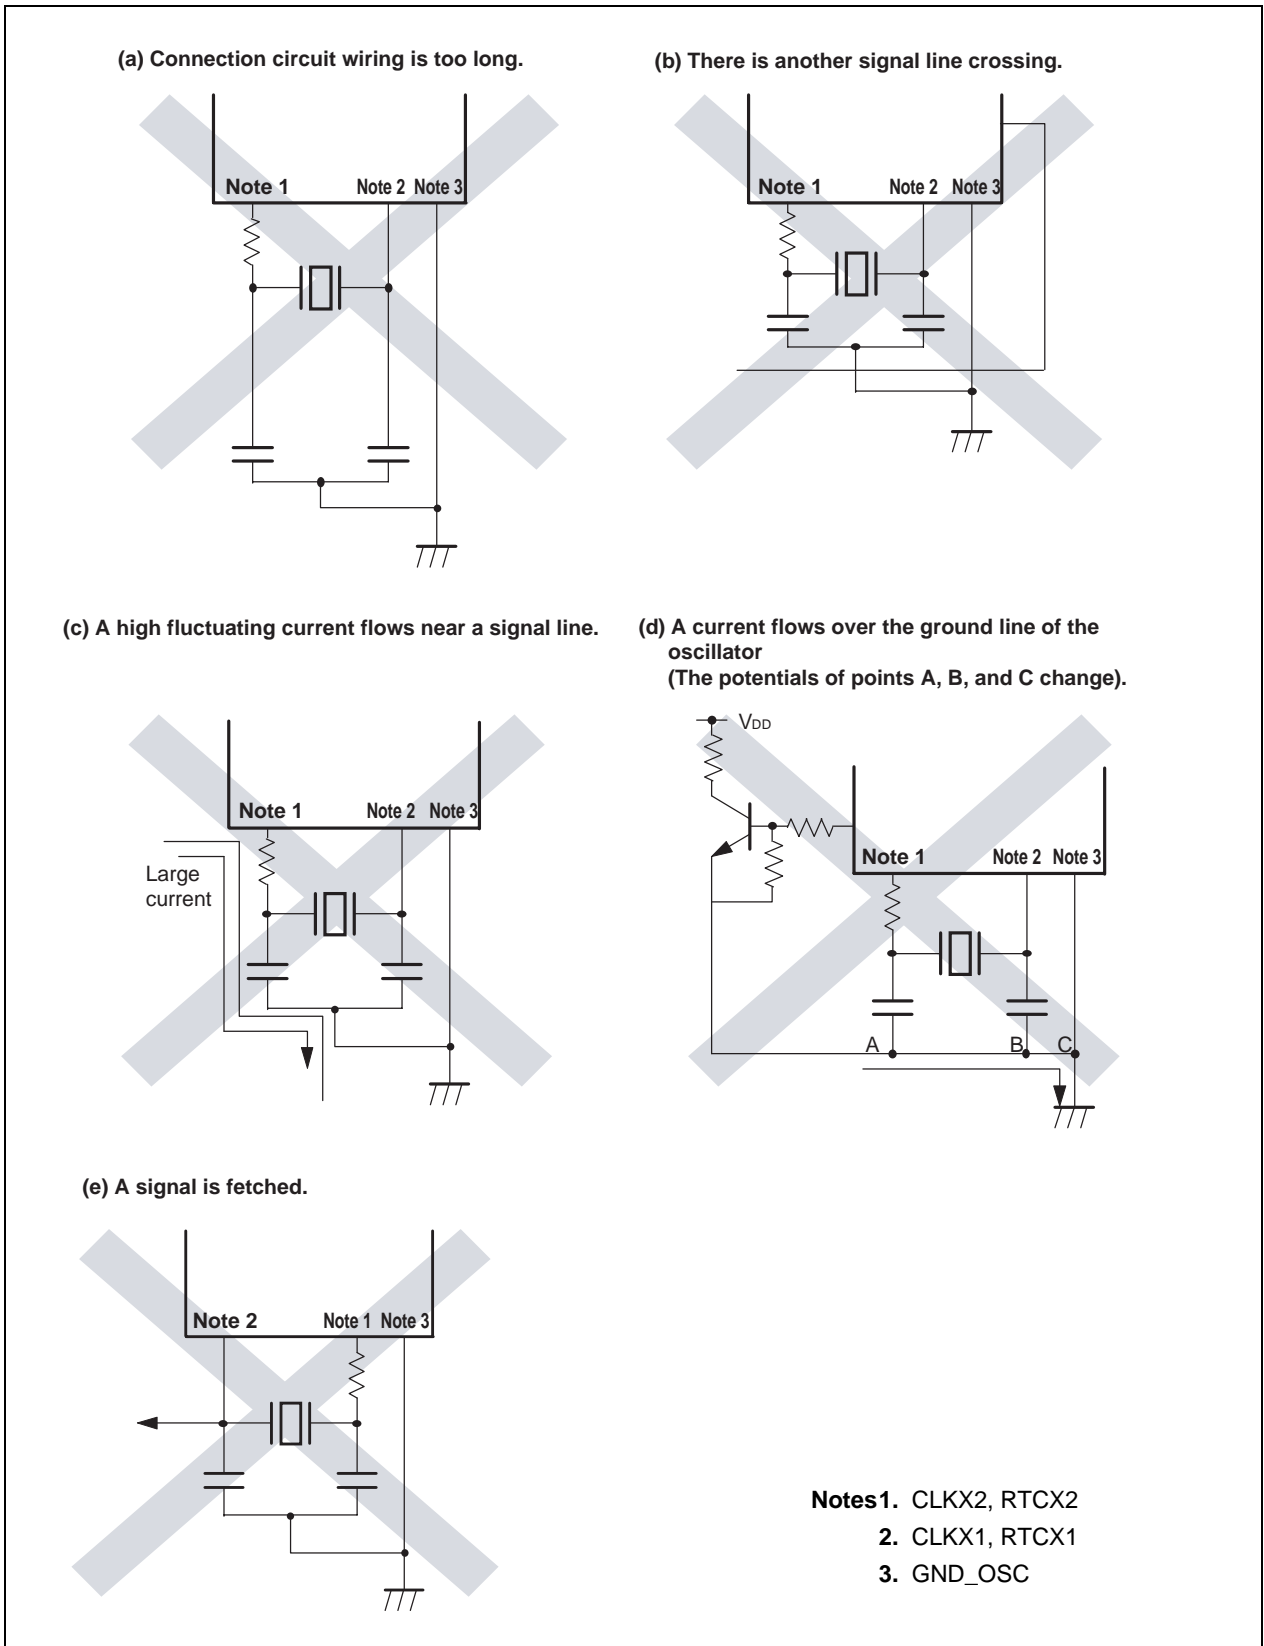 (a) Connection circuit wiring is too long.
Note 1 Note 2 Note 3
(b) There is another signal line crossing.
Note 1 Note 2 Note 3
(c) A high fluctuating current flows near a signal line.
Note 1 Note 2 Note 3
Large
current
(d) A current flows over the ground line of the
oscillator
(The potentials of points A, B, and C change).
VDD
Note 1 Note 2 Note 3
A B C
(e) A signal is fetched.
Note 2 Note 1 Note 3
Notes1. CLKX2, RTCX2
2. CLKX1, RTCX1
3. GND_OSC